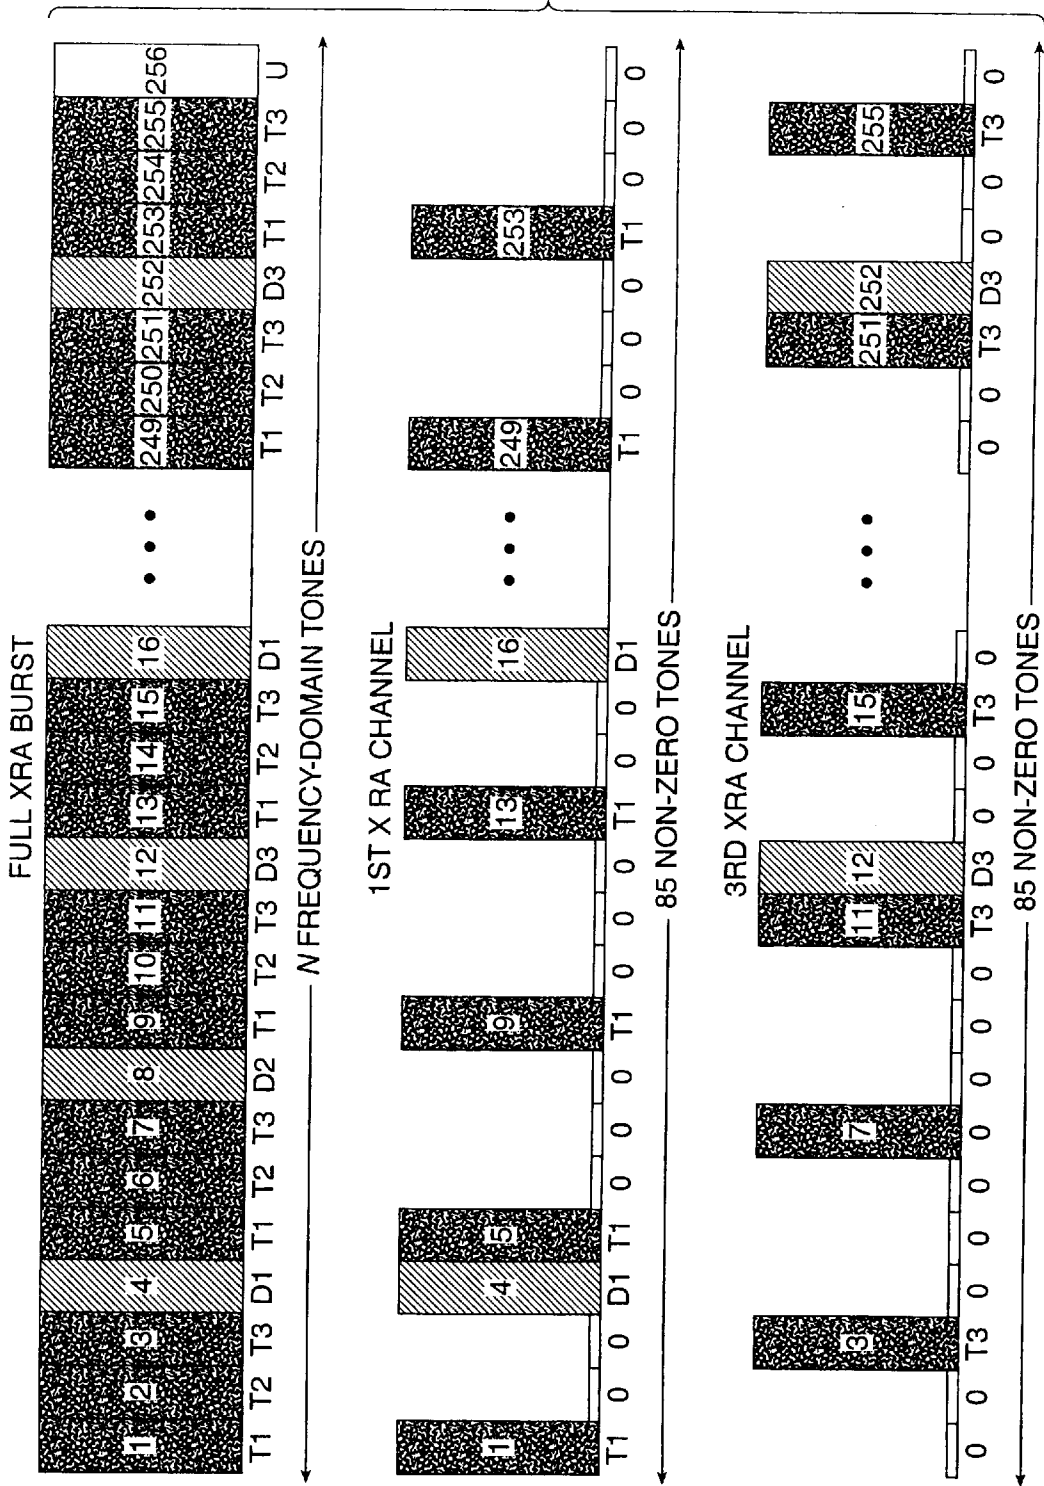 FULL XRA BURST
1 2 3 4 5 6 7 8 9 10 11 12 13 14 15 16 249 250 251 252 253 254 255 256
T1 T2 T3 D1 T1 T2 T3 D2 T1 T2 T3 D3 T1 T2 T3 D1 T1 T2 T3 D3 T1 T2 T3 U
N FREQUENCY-DOMAIN TONES
1ST X RA CHANNEL
1 4 5 9 13 16 249 253
T1 0 0 D1 T1 0 0 0 T1 0 0 0 T1 0 0 D1 T1 0 0 0 T1 0 0 0
85 NON-ZERO TONES
3RD XRA CHANNEL
3 7 11 12 15 251 252 255
0 0 T3 0 0 0 0 0 0 0 T3 D3 0 0 T3 0 0 0 T3 D3 0 0 T3 0
85 NON-ZERO TONES